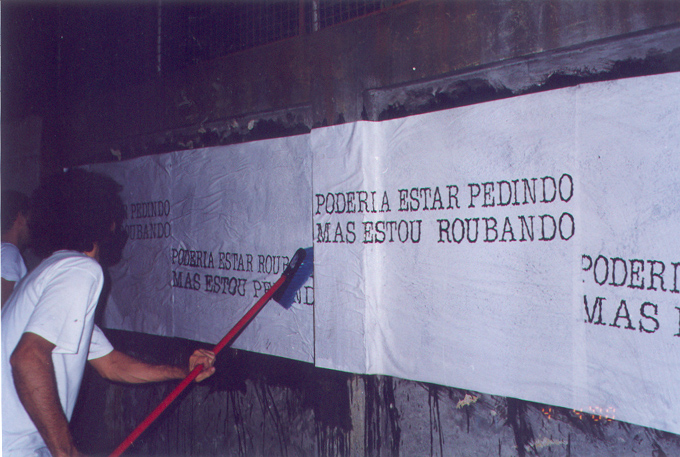 PEDINDO
ROUBANDO
PODERIA ESTAR ROUB
MAS ESTOU
PODERIA ESTAR PEDINDO
MAS ESTOU ROUBANDO
PODERI
MAS